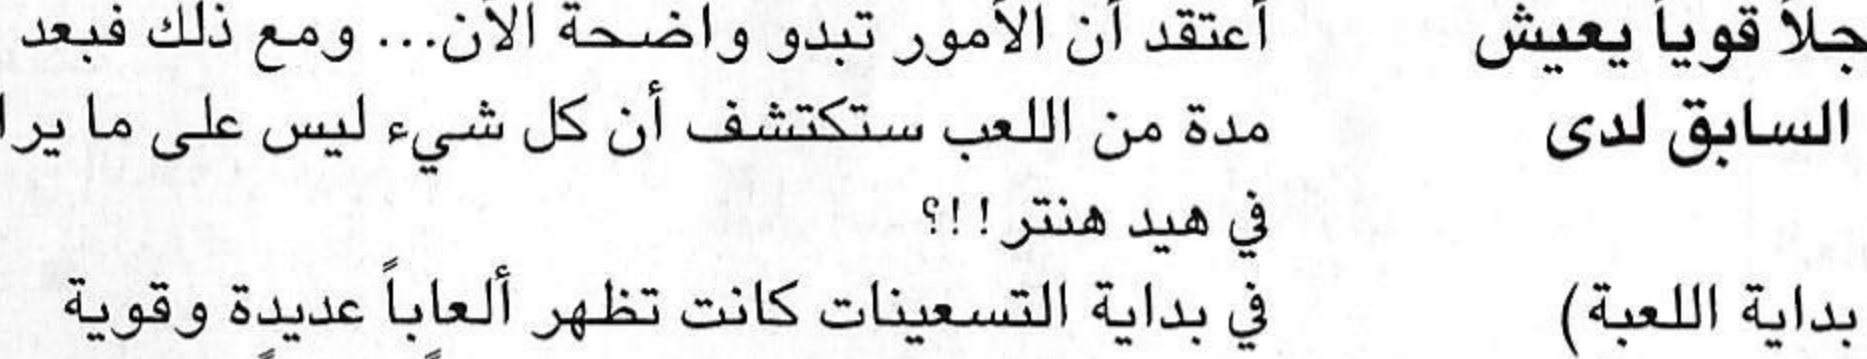 جلاً قوياً يعيش
السابق لدى
بداية اللعبة)
أعتقد أن الأمور تبدو واضحة الآن... ومع ذلك فبعد
مدة من اللعب ستكتشف أن كل شيء ليس على ما يرا
في هيد هنتر!!؟
في بداية التسعينات كانت تظهر ألعاباً عديدة وقوية